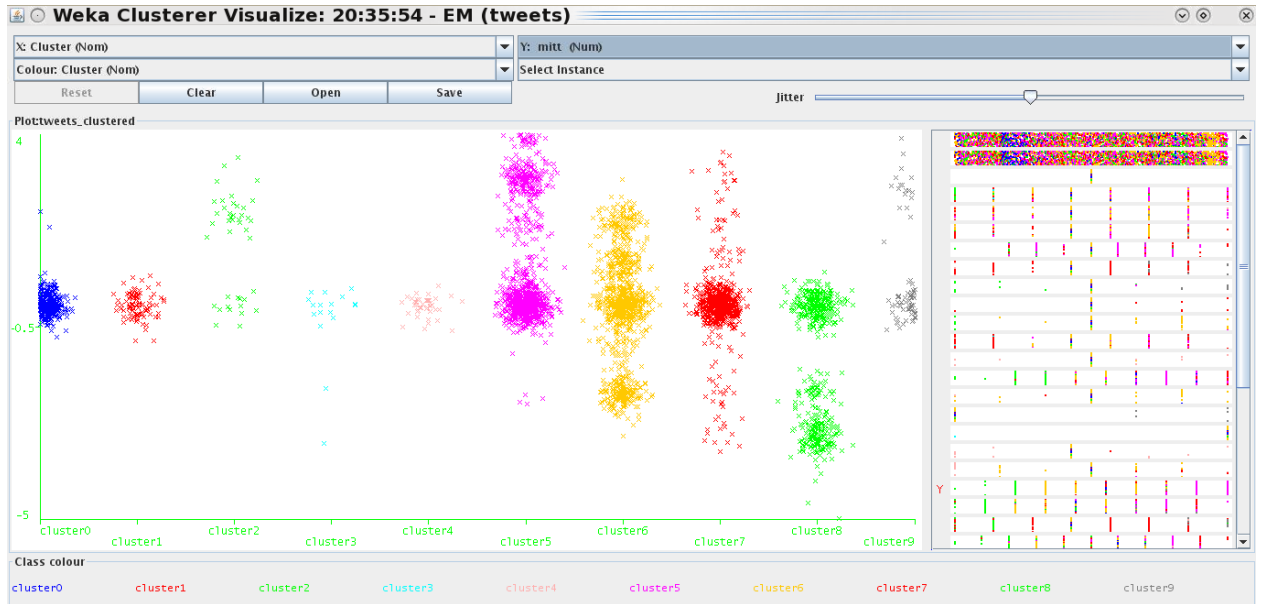 Weka Clusterer Visualize: 20:35:54 - EM (tweets)
X: Cluster (Nom)
Y: mitt (Num)
Colour: Cluster (Nom)
Select Instance
Reset Clear Open Save
Jitter
Plot:tweets_clustered
4
-0.5
-5
cluster0 cluster1 cluster2 cluster3 cluster4 cluster5 cluster6 cluster7 cluster8 cluster9
Y
Class colour
cluster0 cluster1 cluster2 cluster3 cluster4 cluster5 cluster6 cluster7 cluster8 cluster9